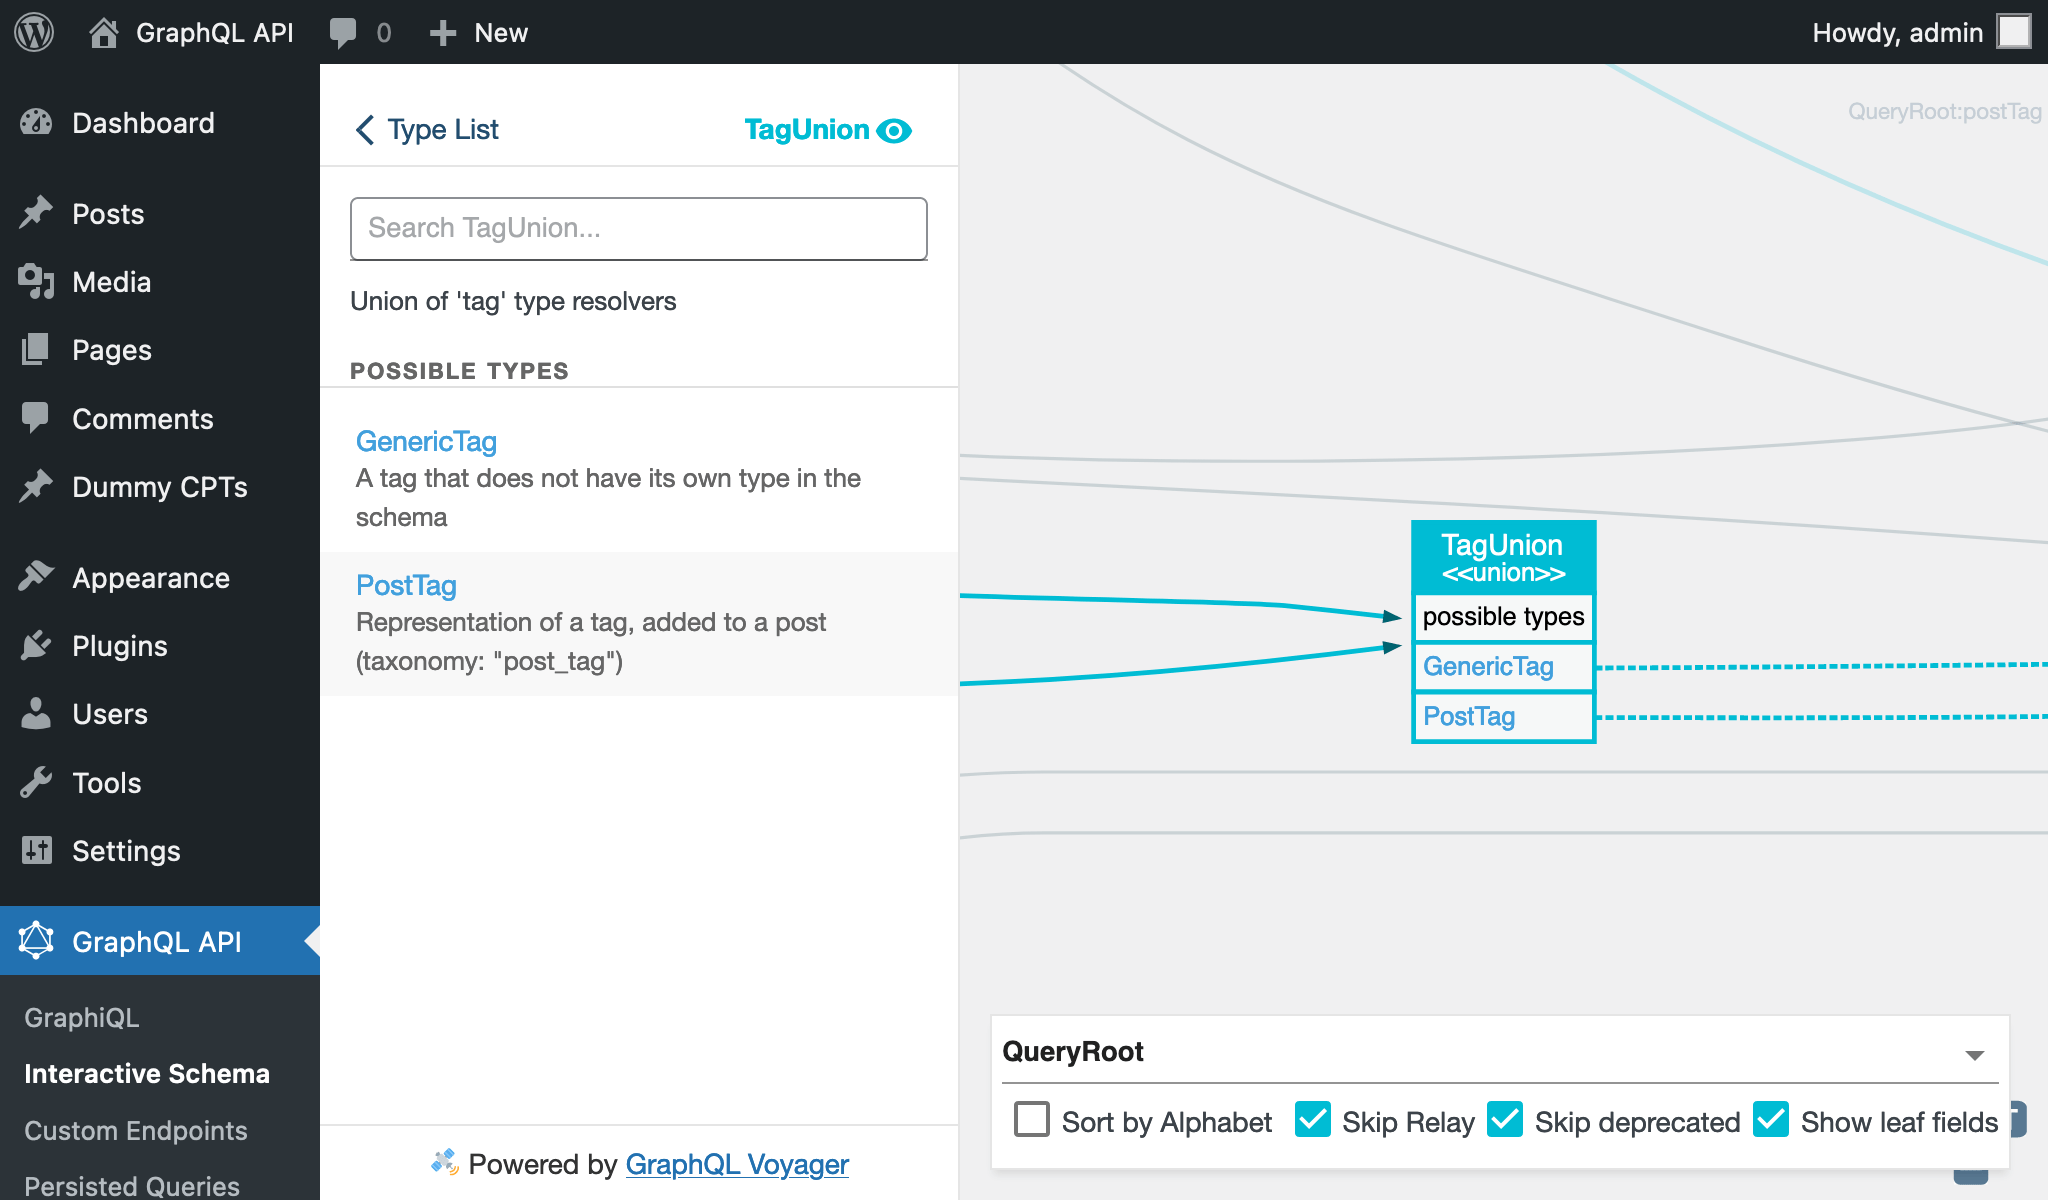 GraphQL API
0
New
Howdy, admin
Dashboard
Posts
Media
Pages
Comments
Dummy CPTs
Appearance
Plugins
Users
Tools
Settings
GraphQL API
GraphiQL
Interactive Schema
Custom Endpoints
Persisted Queries
Type List
TagUnion
Search TagUnion...
Union of 'tag' type resolvers
POSSIBLE TYPES
GenericTag
A tag that does not have its own type in the
schema
PostTag
Representation of a tag, added to a post
(taxonomy: "post_tag")
Powered by GraphQL Voyager
QueryRoot:postTag
TagUnion
<<union>>
possible types
GenericTag
PostTag
QueryRoot
Sort by Alphabet
Skip Relay
Skip deprecated
Show leaf fields